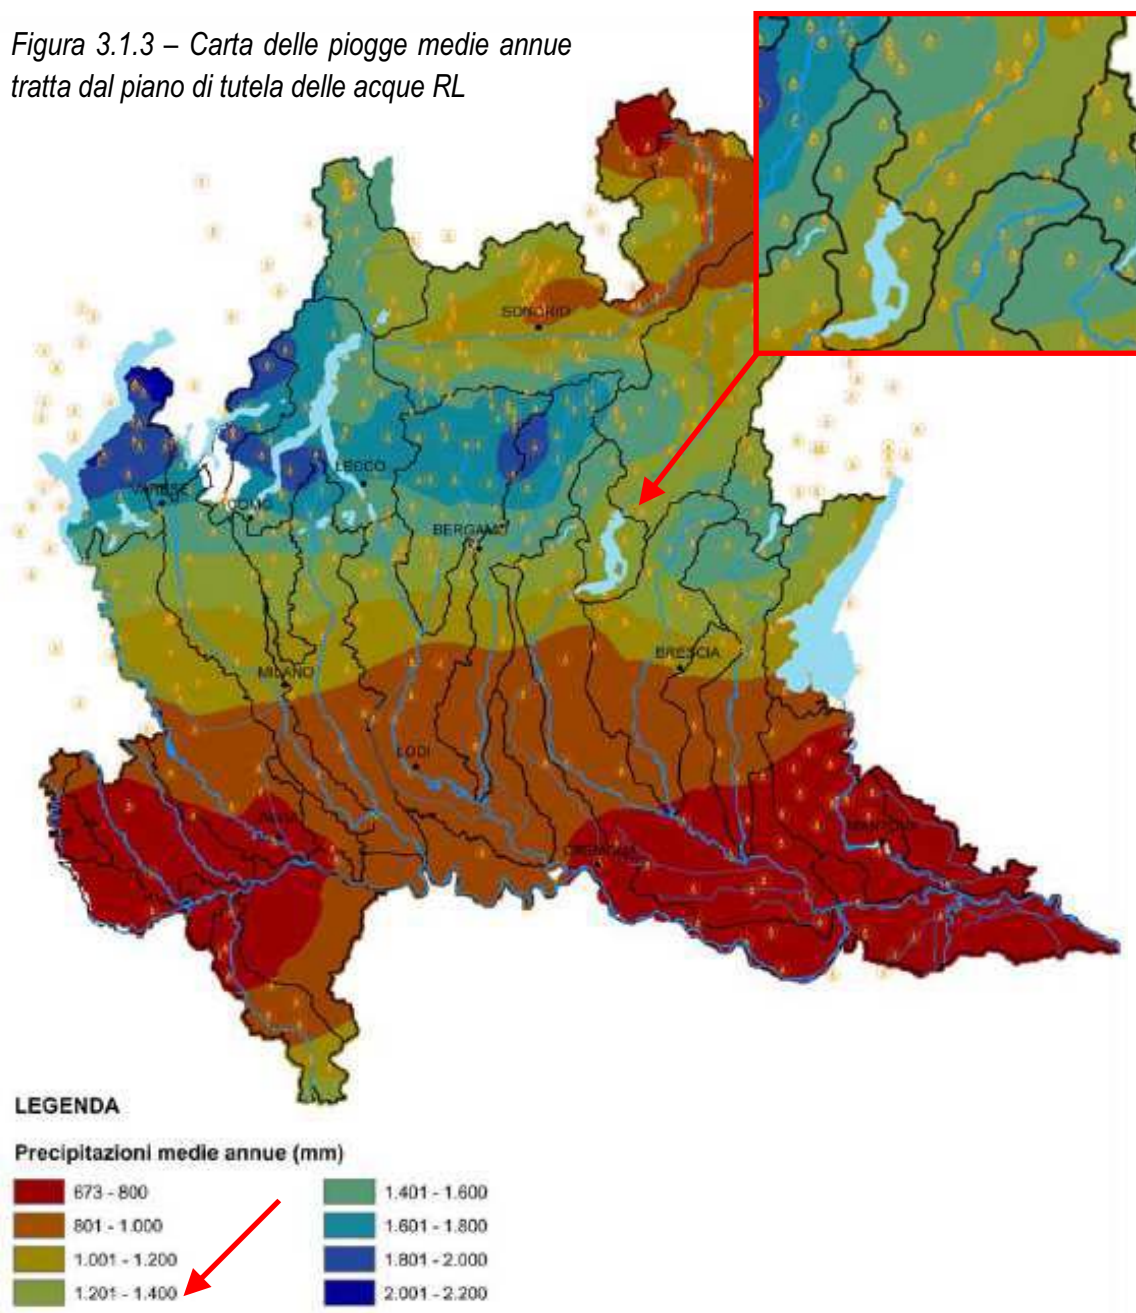 Figura 3.1.3 – Carta delle piogge medie annue
tratta dal piano di tutela delle acque RL
SONDRIO
LECCO
VARESE
COMO
BERGAMO
BRESCIA
MILANO
LODI
PAVIA
CREMONA
MANTOVA
LEGENDA
Precipitazioni medie annue (mm)
673 - 800
801 - 1.000
1.001 - 1.200
1.201 - 1.400
1.401 - 1.600
1.601 - 1.800
1.801 - 2.000
2.001 - 2.200